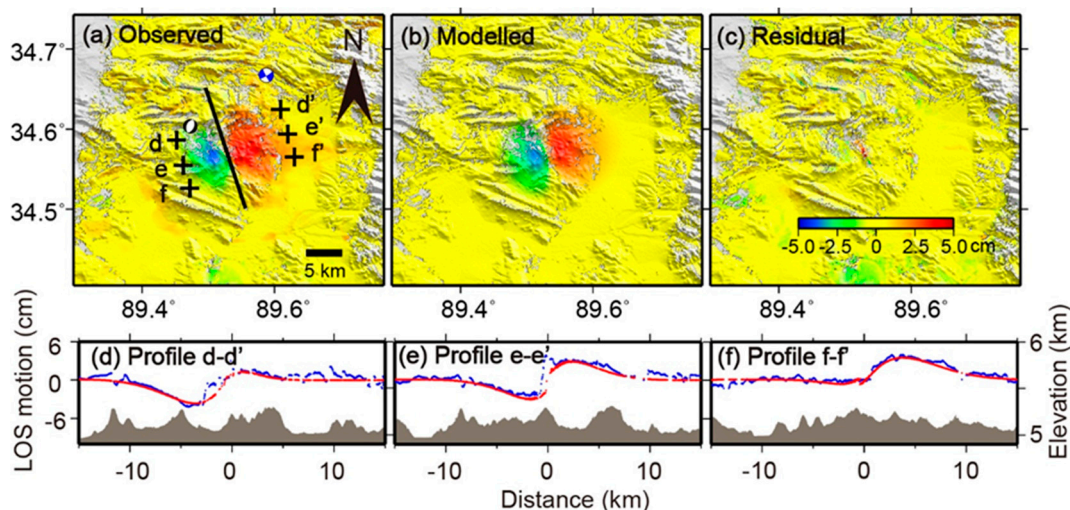 (a) Observed
N
(b) Modelled
(c) Residual
34.7°
34.6°
34.5°
d
d'
e
e'
f
f'
5 km
-5.0 -2.5 0 2.5 5.0 cm
89.4° 89.6° 89.4° 89.6° 89.4° 89.6°
LOS motion (cm)
6
0
-6
(d) Profile d-d'
(e) Profile e-e'
(f) Profile f-f'
6
5
Elevation (km)
-10 0 10 -10 0 10 -10 0 10
Distance (km)